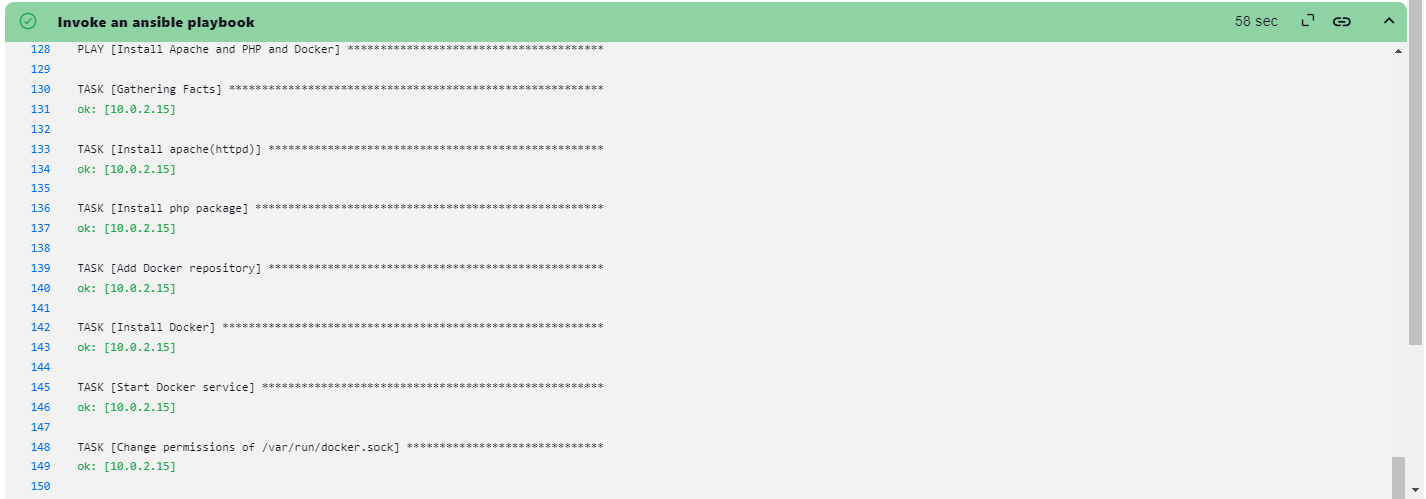 Invoke an ansible playbook 58 sec
128 PLAY [Install Apache and PHP and Docker] ***************************************
129
130 TASK [Gathering Facts] *********************************************************
131 ok: [10.0.2.15]
132
133 TASK [Install apache(httpd)] ***************************************************
134 ok: [10.0.2.15]
135
136 TASK [Install php package] *****************************************************
137 ok: [10.0.2.15]
138
139 TASK [Add Docker repository] ***************************************************
140 ok: [10.0.2.15]
141
142 TASK [Install Docker] **********************************************************
143 ok: [10.0.2.15]
144
145 TASK [Start Docker service] ****************************************************
146 ok: [10.0.2.15]
147
148 TASK [Change permissions of /var/run/docker.sock] ******************************
149 ok: [10.0.2.15]
150